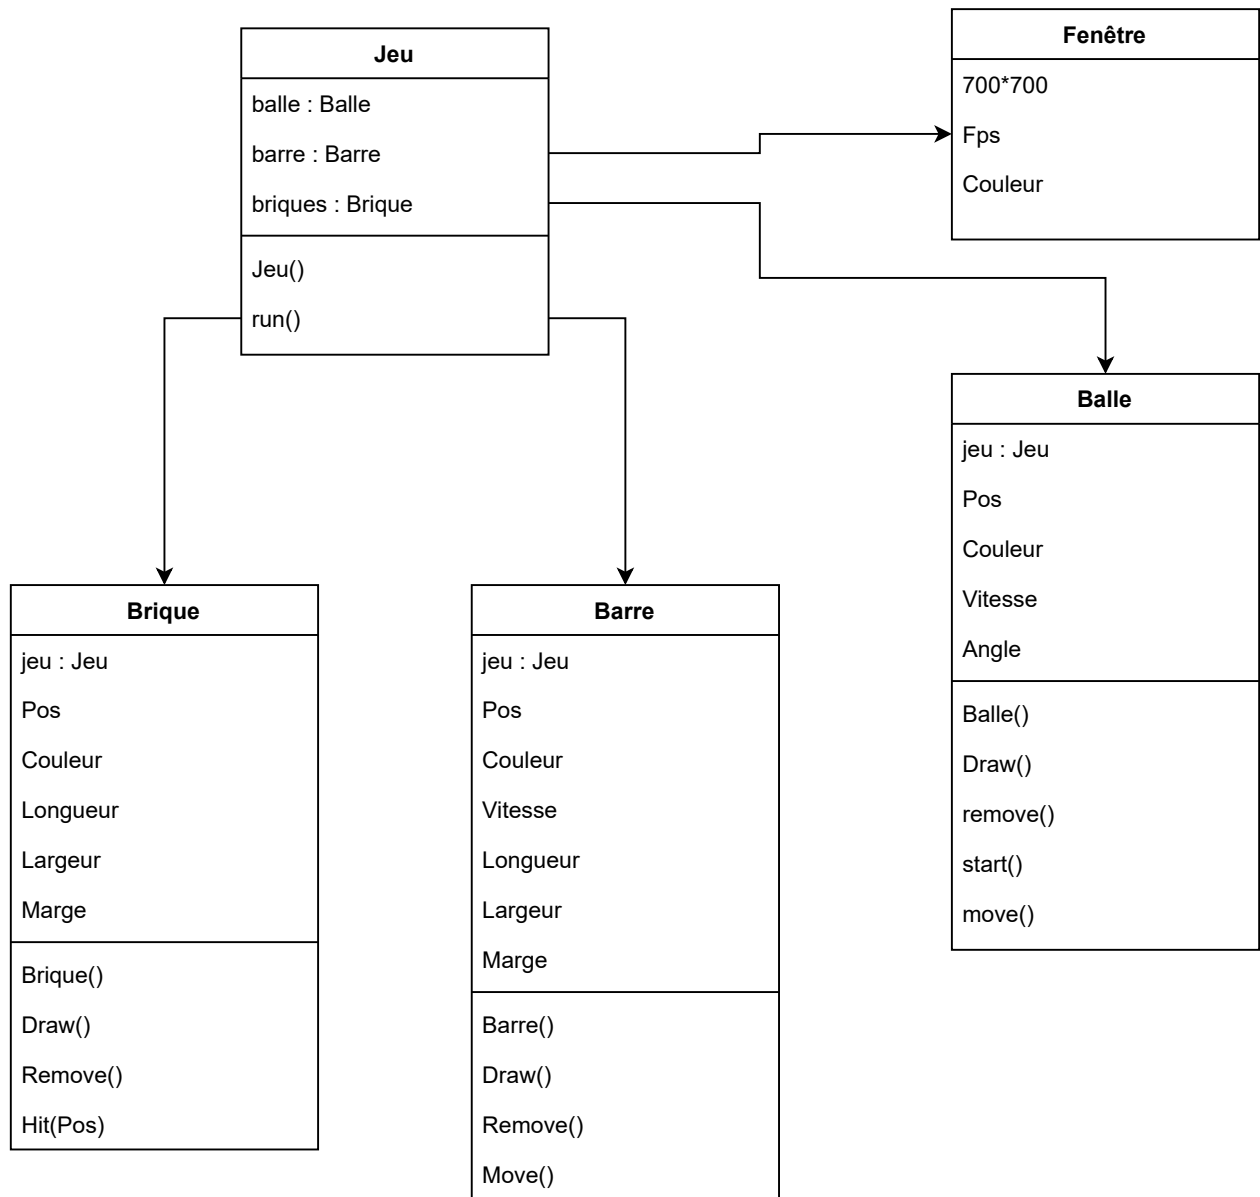 Jeu
balle : Balle
barre : Barre
briques : Brique
Jeu()
run()
Fenêtre
700*700
Fps
Couleur
Balle
jeu : Jeu
Pos
Couleur
Vitesse
Angle
Balle()
Draw()
remove()
start()
move()
Brique
jeu : Jeu
Pos
Couleur
Longueur
Largeur
Marge
Brique()
Draw()
Remove()
Hit(Pos)
Barre
jeu : Jeu
Pos
Couleur
Vitesse
Longueur
Largeur
Marge
Barre()
Draw()
Remove()
Move()